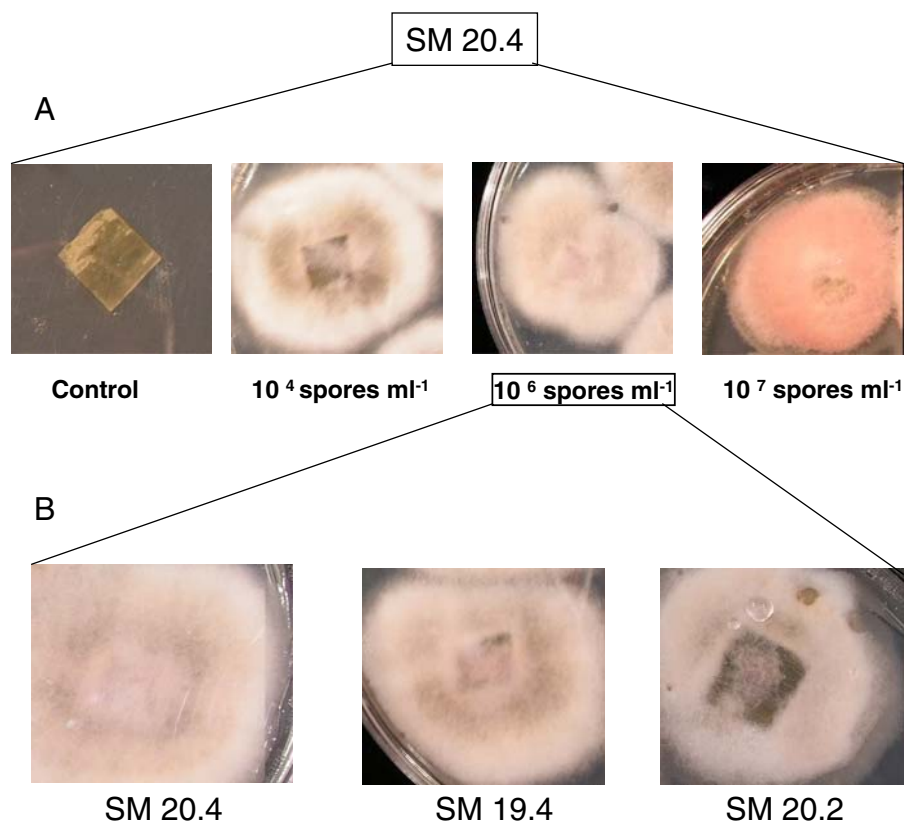 SM 20.4
A
Control
10 4 spores ml-1
10 6 spores ml-1
10 7 spores ml-1
B
SM 20.4
SM 19.4
SM 20.2